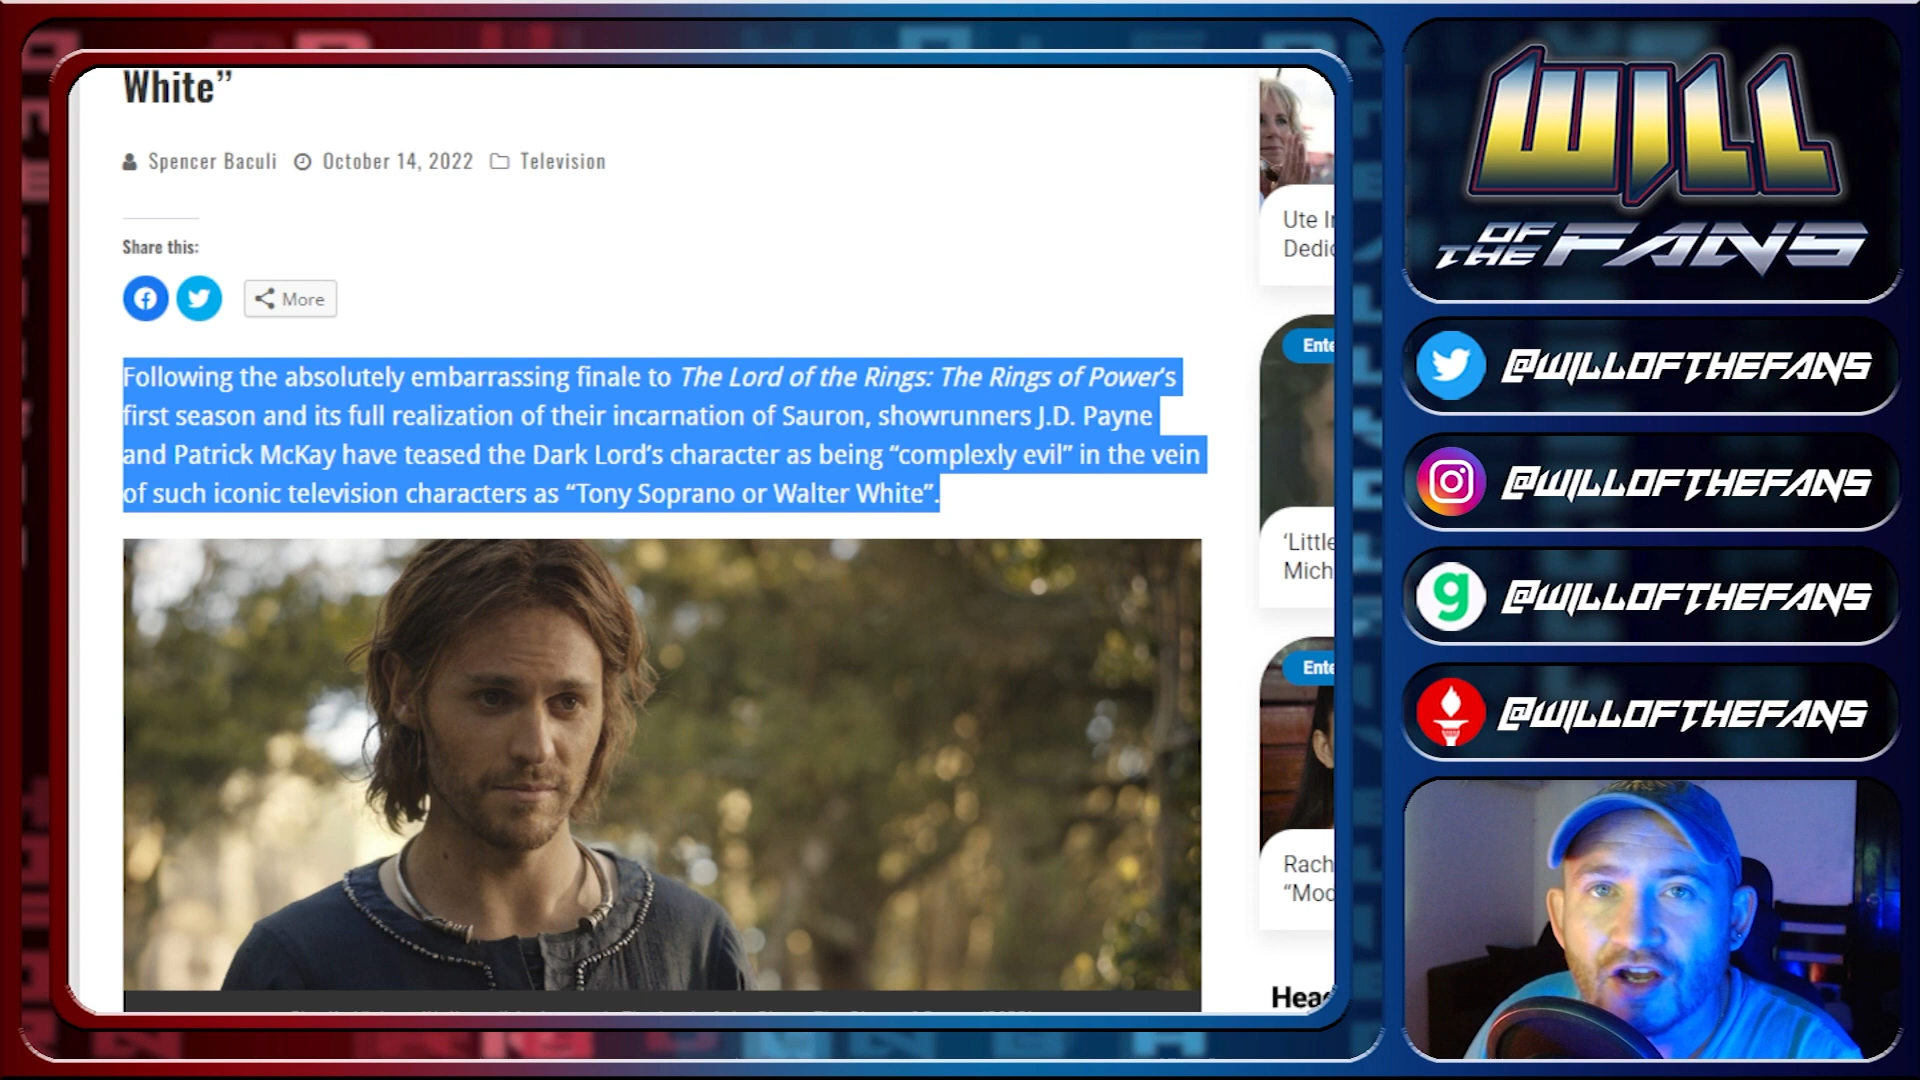 White”
Spencer Baculi October 14, 2022 Television
Share this:
More
Following the absolutely embarrassing finale to The Lord of the Rings: The Rings of Power’s
first season and its full realization of their incarnation of Sauron, showrunners J.D. Payne
and Patrick McKay have teased the Dark Lord’s character as being “complexly evil” in the vein
of such iconic television characters as “Tony Soprano or Walter White”.
Ute
Ente
‘Little
Mich
Ente
Rach
“Mod
Head
WILL
OF THE FANS
@WILLOFTHEFANS
@WILLOFTHEFANS
g
@WILLOFTHEFANS
@WILLOFTHEFANS